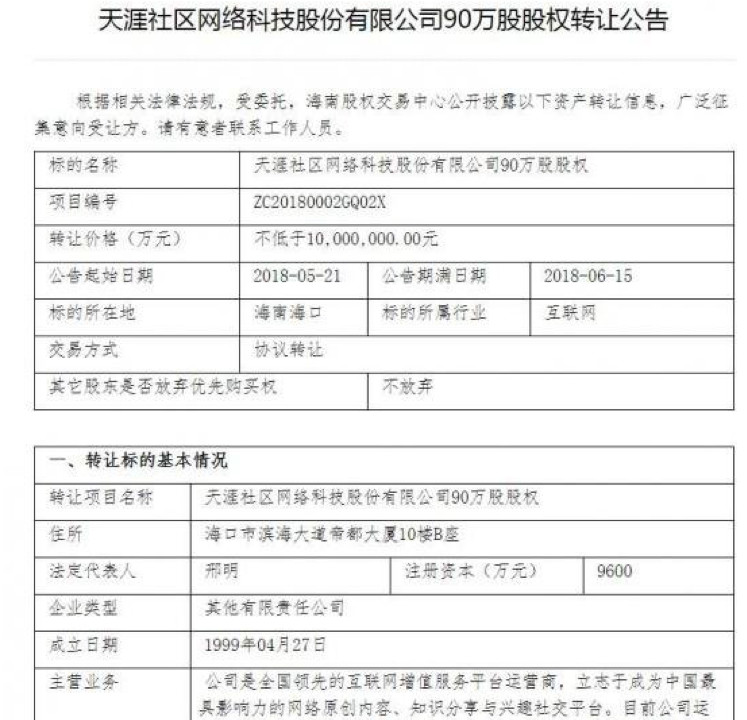 天涯社区网络科技股份有限公司90万股股权转让公告
根据相关法律法规，受委托，海南股权交易中心公开披露以下资产转让信息，广泛征
集意向受让方。请有意者联系工作人员。
标的名称 天涯社区网络科技股份有限公司90万股股权
项目编号 ZC20180002GQ02X
转让价格（万元） 不低于10,000,000.00元
公告起始日期 2018-05-21 公告期满日期 2018-06-15
标的所在地 海南海口 标的所属行业 互联网
交易方式 协议转让
其它股东是否放弃优先购买权 不放弃
一、转让标的基本情况
转让项目名称 天涯社区网络科技股份有限公司90万股股权
住所 海口市滨海大道帝都大厦10楼B座
法定代表人 邢明 注册资本（万元） 9600
企业类型 其他有限责任公司
成立日期 1999年04月27日
主营业务 公司是全国领先的互联网增值服务平台运营商，立志于成为中国最
具影响力的网络原创内容、知识分享与兴趣社交平台。目前公司运